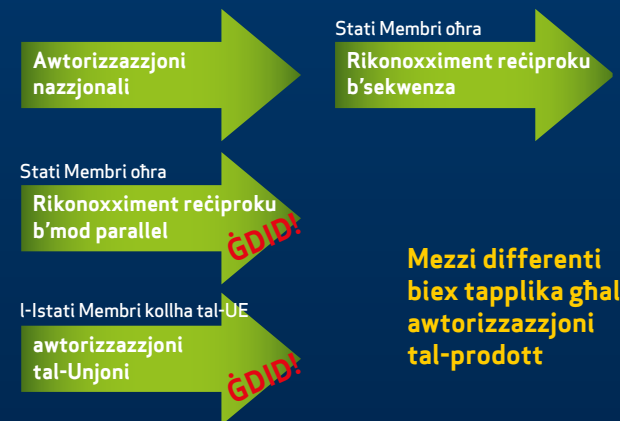 Awtorizzazzjoni
nazzjonali
Stati Membri oħra
Rikonoxximent reċiproku
b'sekwenza
Stati Membri oħra
Rikonoxximent reċiproku
b'mod parallel
ĠDID!
l-Istati Membri kollha tal-UE
awtorizzazzjoni
tal-Unjoni
ĠDID!
Mezzi differenti
biex tapplika għal
awtorizzazzjoni
tal-prodott